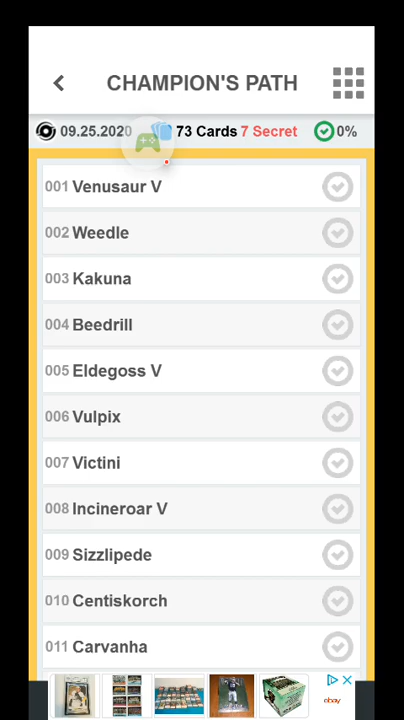 CHAMPION'S PATH
09.25.2020 73 Cards 7 Secret 0%
001 Venusaur V
002 Weedle
003 Kakuna
004 Beedrill
005 Eldegoss V
006 Vulpix
007 Victini
008 Incineroar V
009 Sizzlipede
010 Centiskorch
011 Carvanha
ebay